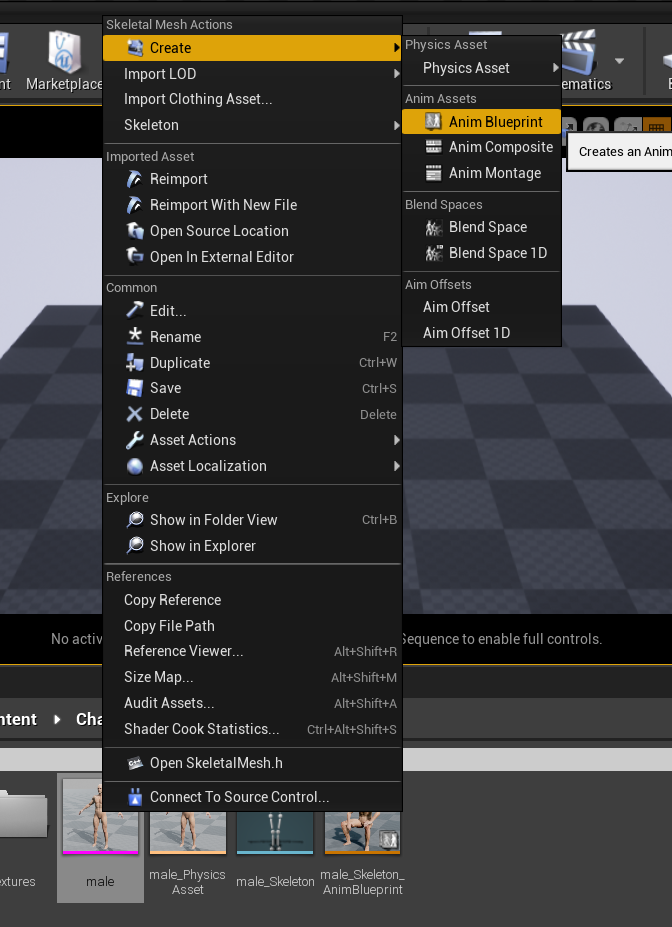 Skeletal Mesh Actions
Create
Import LOD
Import Clothing Asset...
Skeleton
Imported Asset
Reimport
Reimport With New File
Open Source Location
Open In External Editor
Common
Edit...
Rename F2
Duplicate Ctrl+W
Save Ctrl+S
Delete Delete
Asset Actions
Asset Localization
Explore
Show in Folder View Ctrl+B
Show in Explorer
References
Copy Reference
Copy File Path
Reference Viewer... Alt+Shift+R
Size Map... Alt+Shift+M
Audit Assets... Alt+Shift+A
Shader Cook Statistics... Ctrl+Alt+Shift+S
Open SkeletalMesh.h
Connect To Source Control...
Physics Asset
Physics Asset
Anim Assets
Anim Blueprint
Anim Composite
Anim Montage
Blend Spaces
Blend Space
Blend Space 1D
Aim Offsets
Aim Offset
Aim Offset 1D
Creates an Anim
Marketplace
ematics
No activ
Sequence to enable full controls.
ntent Cha
extures
male
male_Physics
Asset
male_Skeleton
male_Skeleton_
AnimBlueprint